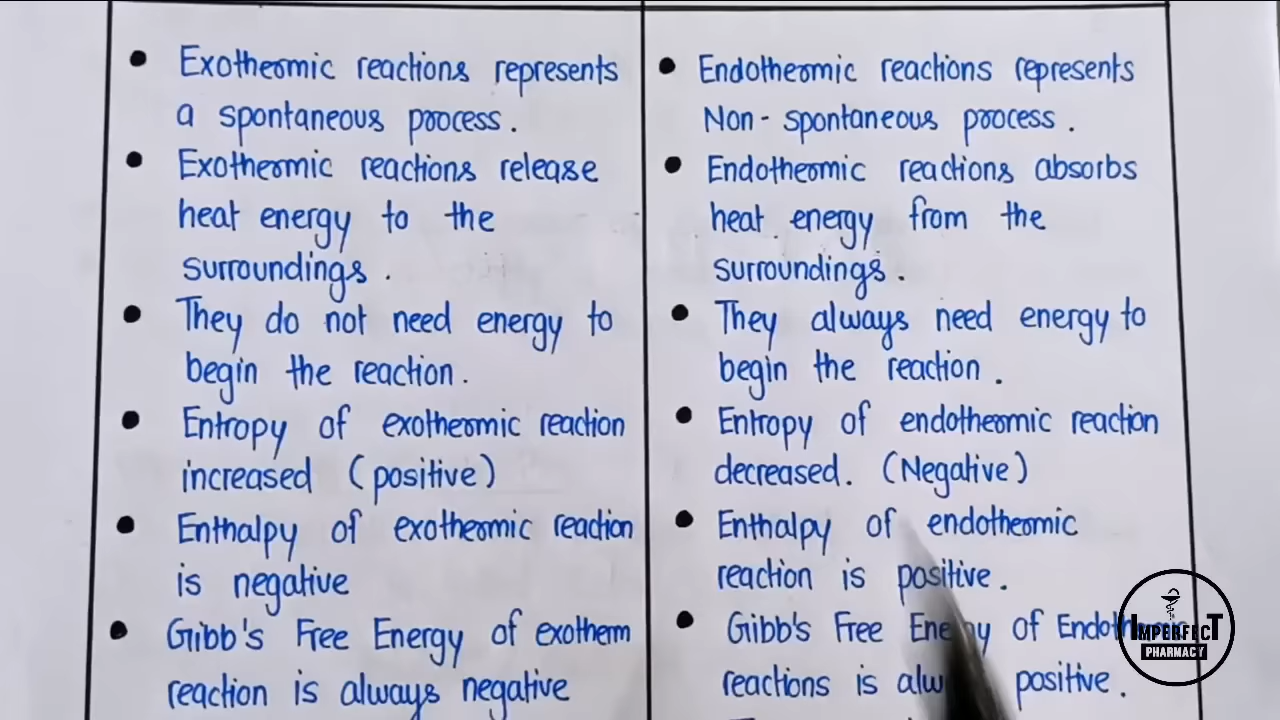 • Exothermic reactions represents
a spontaneous process.
• Exothermic reactions release
heat energy to the
surroundings.
• They do not need energy to
begin the reaction.
• Entropy of exothermic reaction
increased (positive)
• Enthalpy of exothermic reaction
is negative
• Gibb's Free Energy of exotherm
reaction is always negative
• Endothermic reactions represents
Non-spontaneous process.
• Endothermic reactions absorbs
heat energy from the
surroundings.
• They always need energy to
begin the reaction.
• Entropy of endothermic reaction
decreased. (Negative)
• Enthalpy of endothermic
reaction is positive.
• Gibb's Free of
reactions is positive.
IMPERFECT
PHARMACY